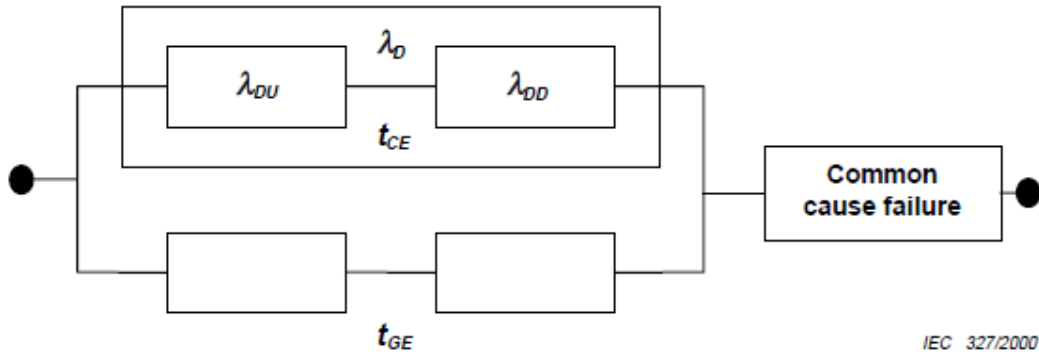 λD
λDU
λDD
tCE
Common
cause failure
tGE
IEC 327/2000